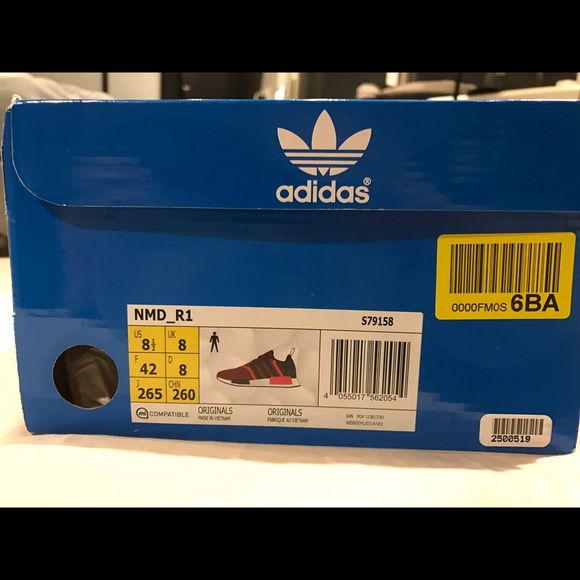 adidas®
0000FM0S 6BA
NMD_R1
S79158
US 8½ UK 8
F 42 D 8
J 265 CHN 260
mi COMPATIBLE
ORIGINALS
MADE IN VIETNAM
ORIGINALS
FABRIQUÉ AU VIETNAM
4 055017 562054
2500519